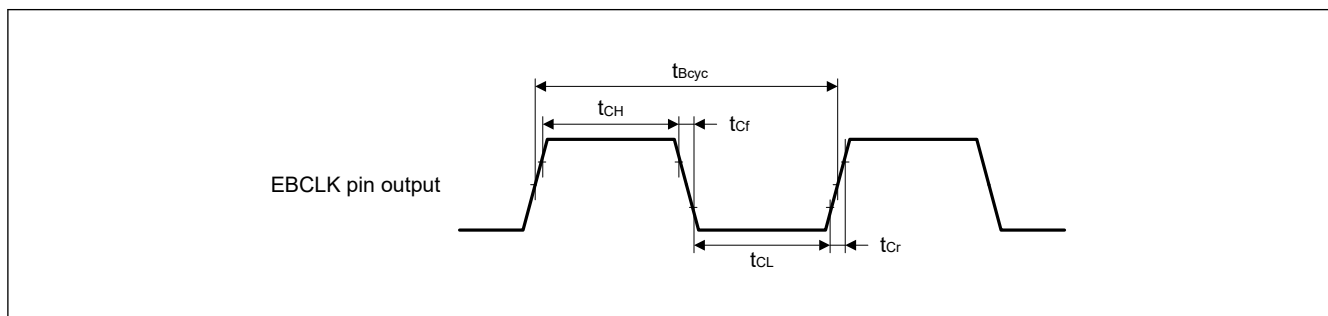 tBcyc
tCH
tCf
EBCLK pin output
tCL
tCr